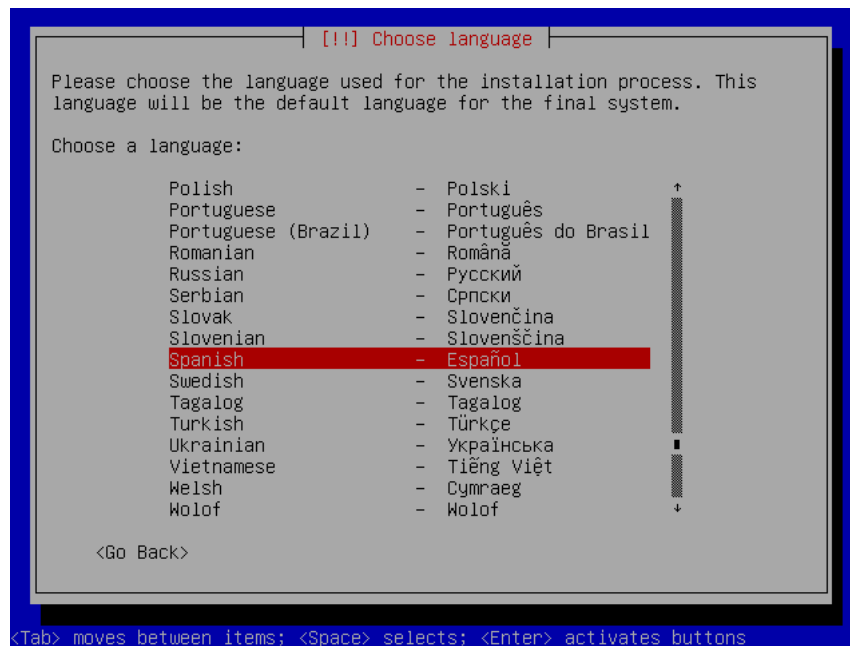 [!!] Choose language
Please choose the language used for the installation process. This
language will be the default language for the final system.
Choose a language:
Polish - Polski
Portuguese - Português
Portuguese (Brazil) - Português do Brasil
Romanian - Română
Russian - Русский
Serbian - Српски
Slovak - Slovenčina
Slovenian - Slovenščina
Spanish - Español
Swedish - Svenska
Tagalog - Tagalog
Turkish - Türkçe
Ukrainian - Українська
Vietnamese - Tiếng Việt
Welsh - Cymraeg
Wolof - Wolof
<Go Back>
<Tab> moves between items; <Space> selects; <Enter> activates buttons